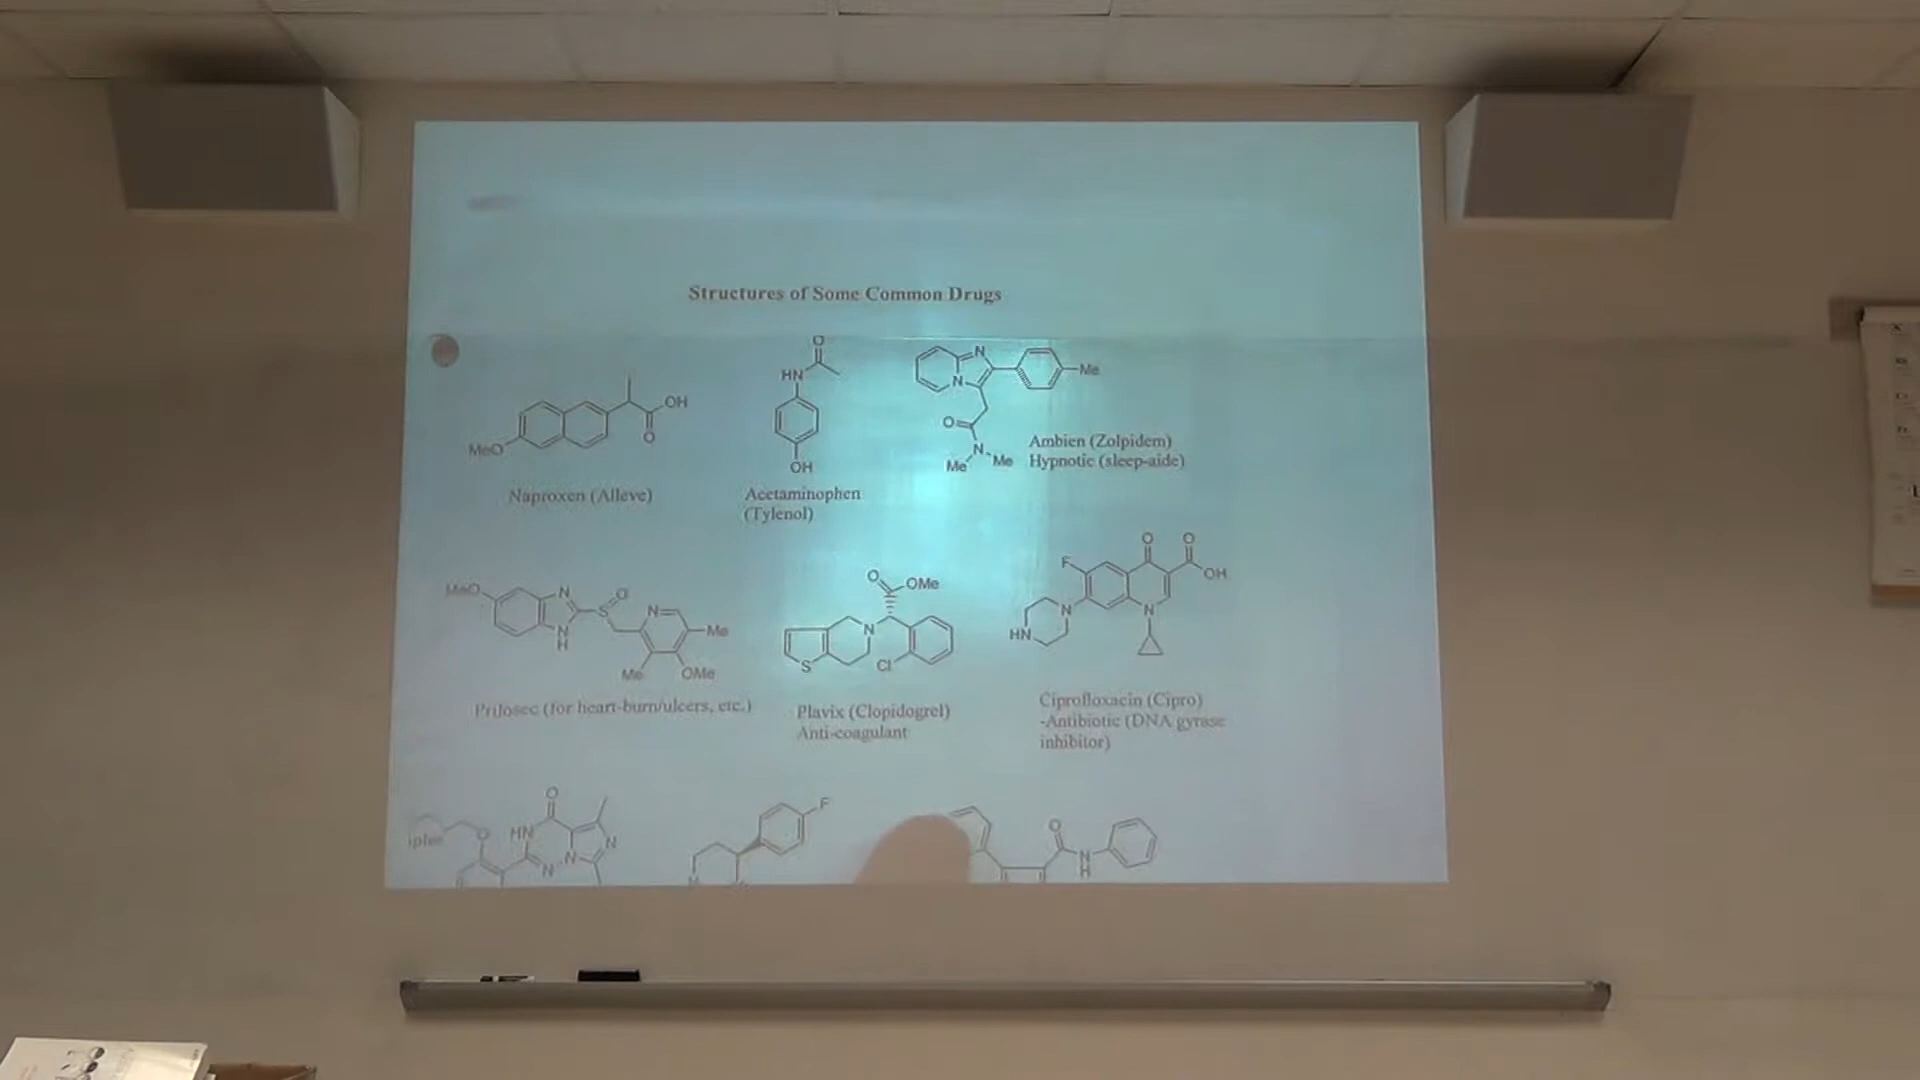 Structures of Some Common Drugs
O
HN
OH
N
N
Me
O
N
Me
Me
OH
O
MeO
Ambien (Zolpidem)
Hypnotic (sleep-aide)
Naproxen (Alleve)
Acetaminophen
(Tylenol)
MeO
N
N
H
S
O
N
Me
Me
OMe
O
OMe
N
S
Cl
O
O
F
OH
N
N
HN
Prilosec (for heart-burn/ulcers, etc.)
Plavix (Clopidogrel)
Anti-coagulant
Ciprofloxacin (Cipro)
-Antibiotic (DNA gyrase
inhibitor)
O
O
HN
N
N
N
F
O
N
H